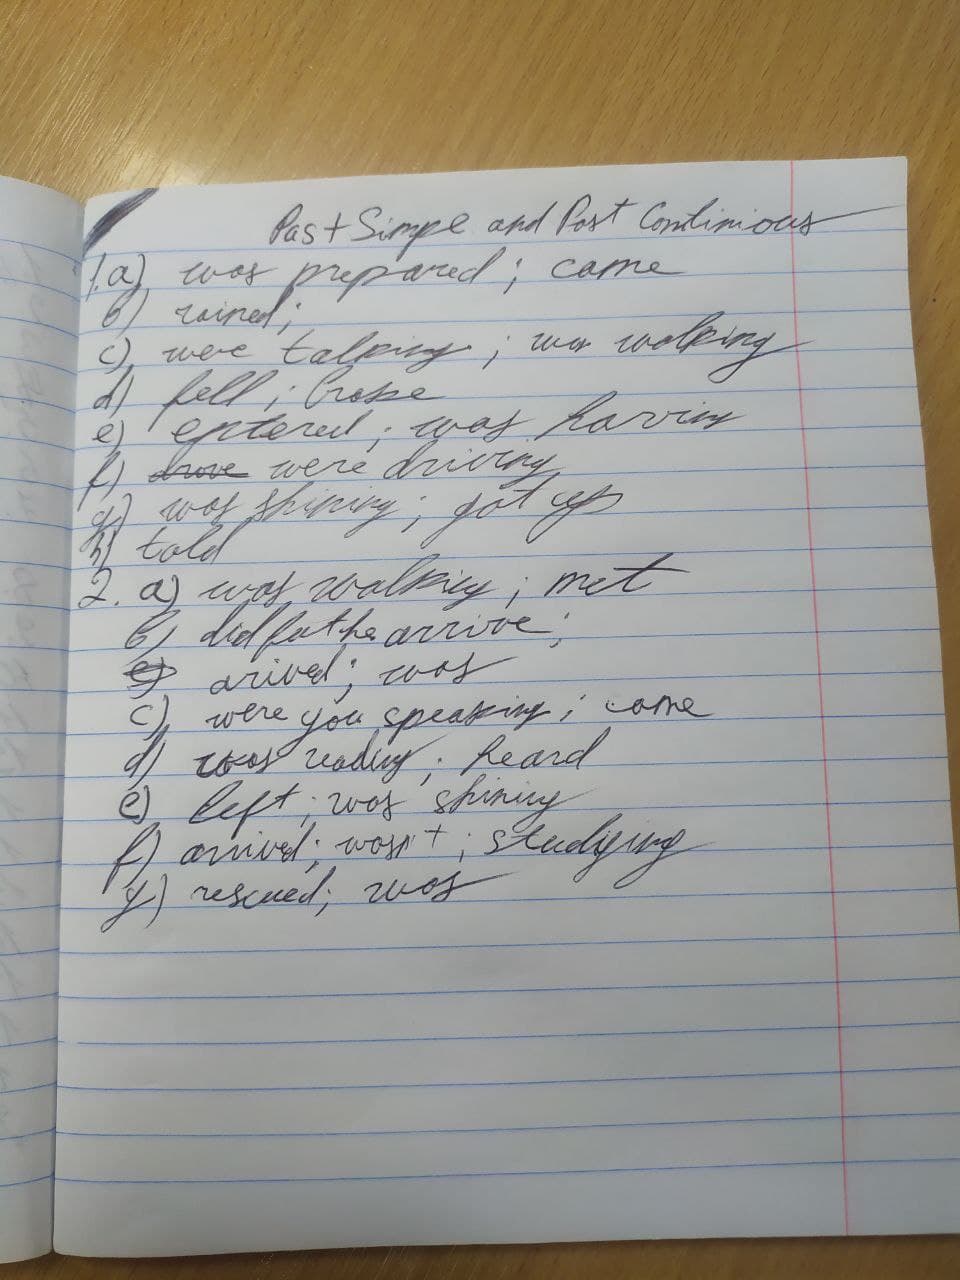 Past Simple and Past Continious
1. a) was prepared; came
b) rained;
c) were talking; was walking
d) fell; broke
e) entered; was having
f) drove were driving
g) was shining; got up
h) told
2. a) was walking; met
b) did father arrive;
e) arived; was
c) were you speaking; came
d) was reading; heard
e) left; was shining
f) arrived; wasn't; studying
g) rescued; was